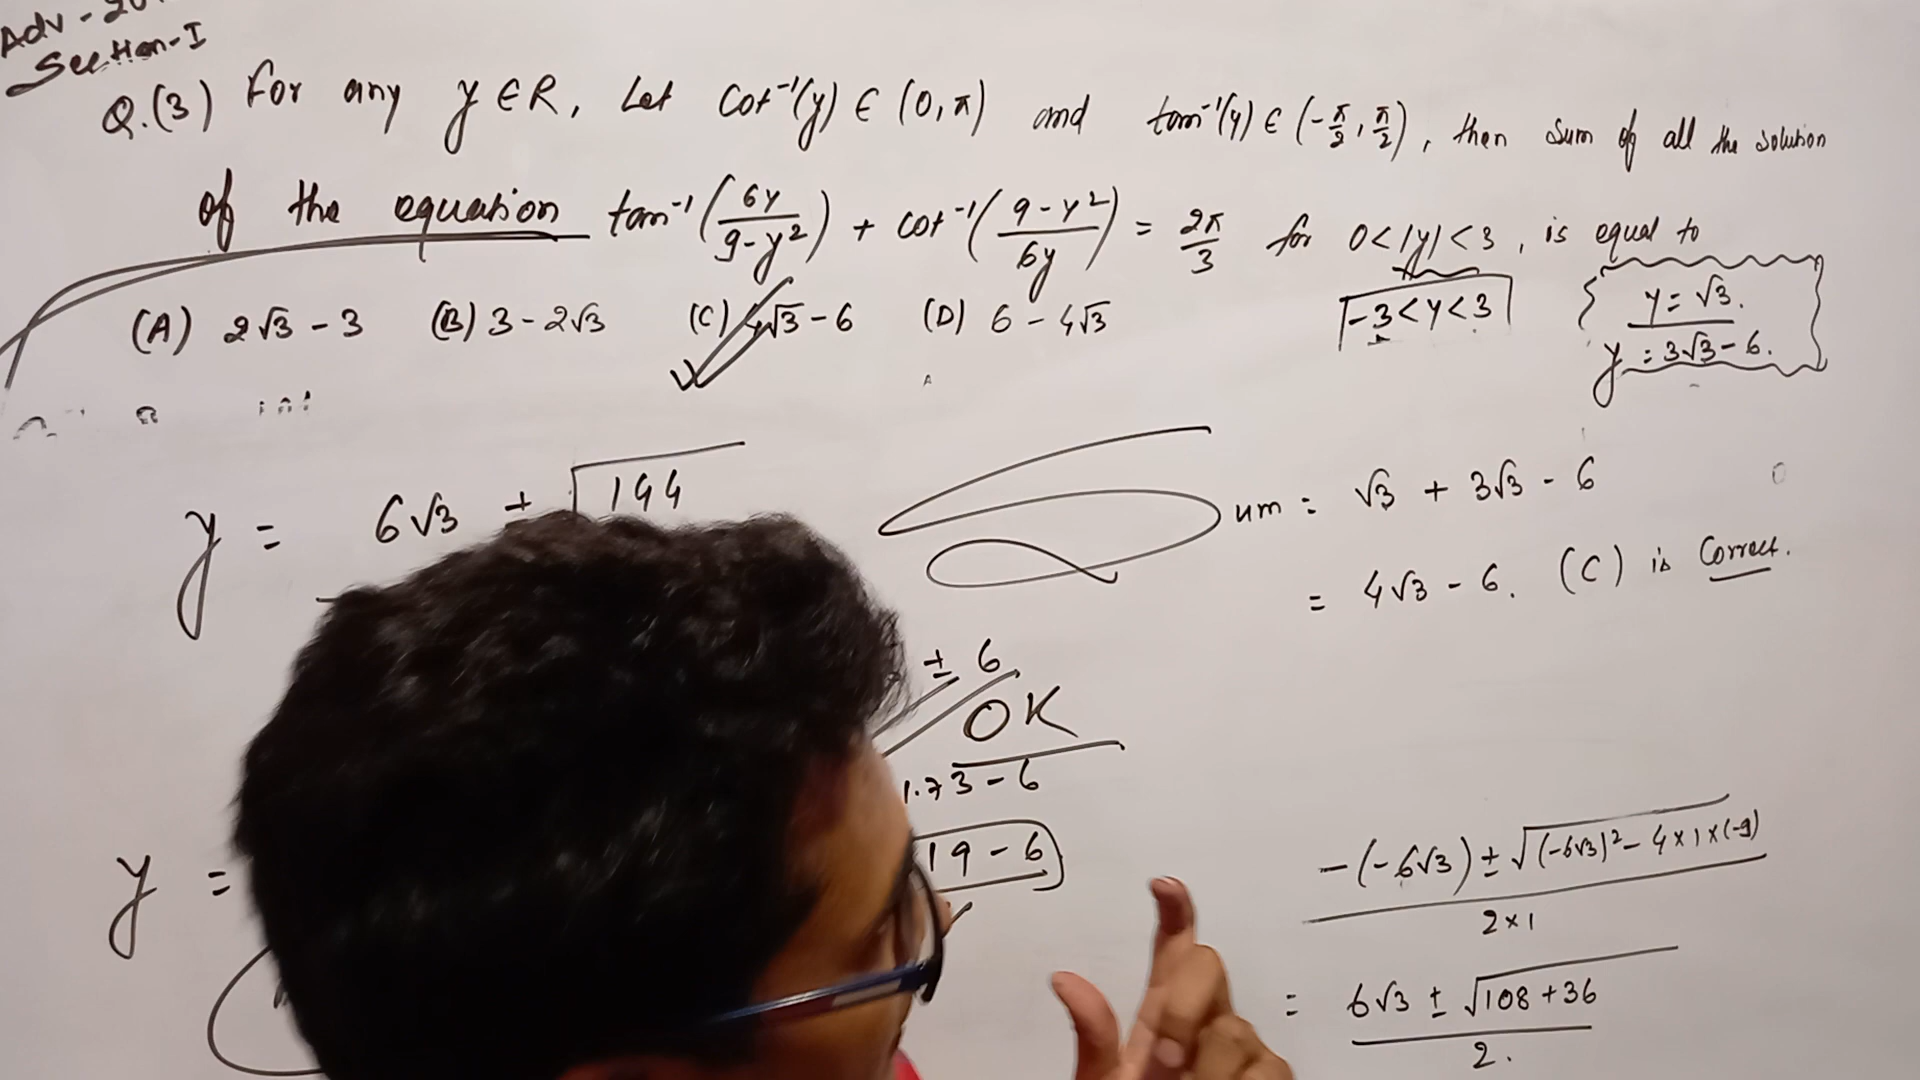 Adv - 20
Section-I
Q.(3) For any y ∈ R, Let cot⁻¹(y) ∈ (0, π) and tan⁻¹(y) ∈ (-π/2, π/2), then sum of all the solution
of the equation tan⁻¹(6y/(9-y²)) + cot⁻¹((9-y²)/6y) = 2π/3 for 0<|y|<3, is equal to
(A) 2√3 - 3 (B) 3 - 2√3 (C) 4√3 - 6 (D) 6 - 4√3
-3<y<3
y = √3.
y = 3√3 - 6.
y = 6√3 ± √144
um = √3 + 3√3 - 6
= 4√3 - 6. (C) is Correct.
± 6
OK
1.73 - 6
19 - 6
y =
-(-6√3) ± √((-6√3)² - 4×1×(-9)) / 2×1
= 6√3 ± √(108+36) / 2.